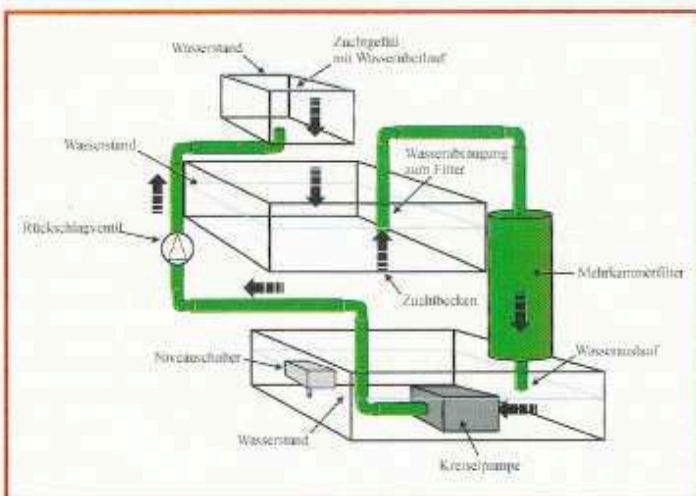 Wasserstand
Zuchtgefäß
mit Wasserüberlauf
Wasserstand
Wasserabsaugung
zum Filter
Rückschlagventil
Mehrkammerfilter
Zuchtbecken
Niveauschalter
Wasserauslauf
Wasserstand
Kreiselpumpe